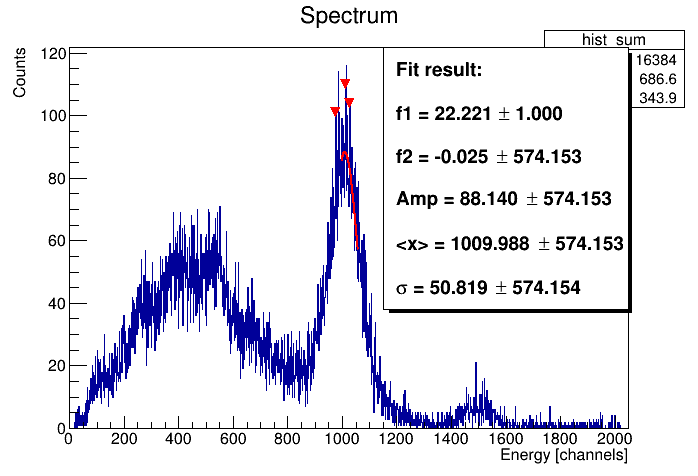 Spectrum
hist_sum
16384
686.6
343.9
Fit result:
f1 = 22.221 ± 1.000
f2 = -0.025 ± 574.153
Amp = 88.140 ± 574.153
<x> = 1009.988 ± 574.153
σ = 50.819 ± 574.154
Counts
120
100
80
60
40
20
0
0 200 400 600 800 1000 1200 1400 1600 1800 2000
Energy [channels]